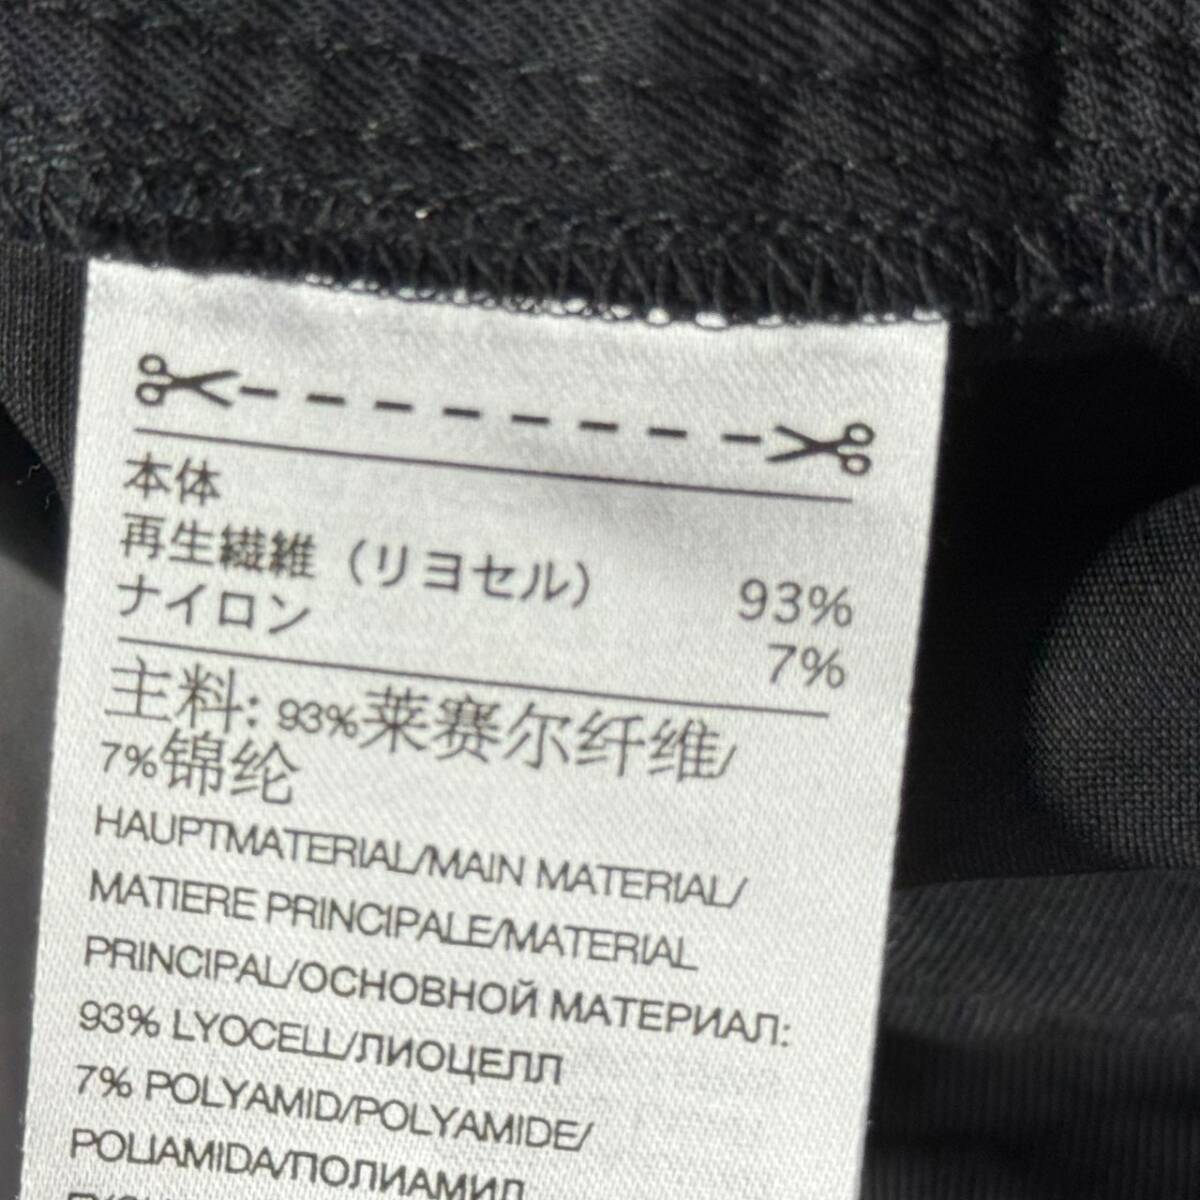 本体
再生繊維（リヨセル） 93%
ナイロン 7%
主料: 93%莱赛尔纤维/
7%锦纶
HAUPTMATERIAL/MAIN MATERIAL/
MATIERE PRINCIPALE/MATERIAL
PRINCIPAL/ОСНОВНОЙ МАТЕРИАЛ:
93% LYOCELL/ЛИОЦЕЛЛ
7% POLYAMID/POLYAMIDE/
POLIAMIDA/ПОЛИАМИД